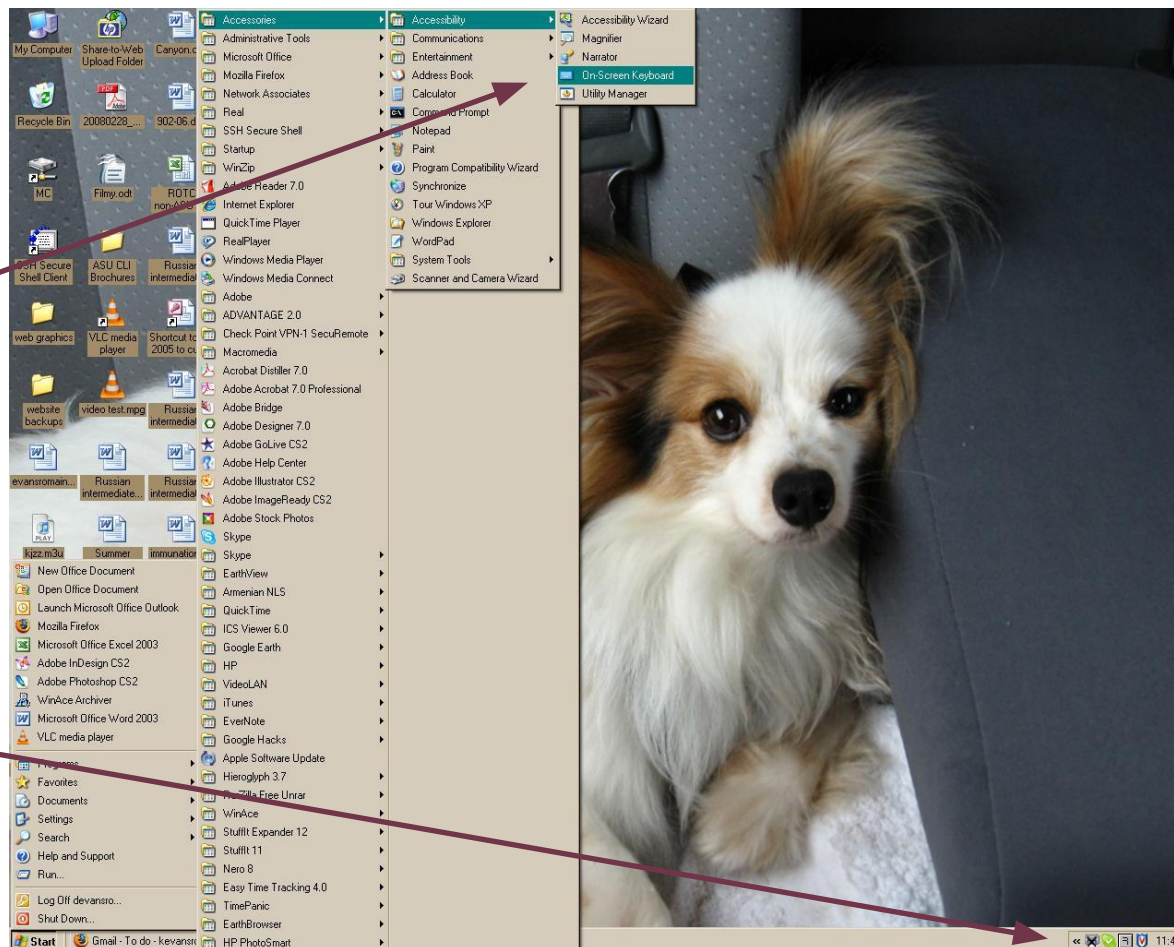 My Computer
Share-to-Web
Upload Folder
Recycle Bin
20080228_...
MC
Filmy.odt
ROTC
SSH Secure
Shell Client
ASU CLI
Brochures
Russian
web graphics
VLC media
player
Shortcut to
website
backups
video test.mpg
Russian
evansromain...
Russian
intermediate...
Russian
kjzz.m3u
Summer
New Office Document
Open Office Document
Launch Microsoft Office Outlook
Mozilla Firefox
Microsoft Office Excel 2003
Adobe InDesign CS2
Adobe Photoshop CS2
WinAce Archiver
Microsoft Office Word 2003
VLC media player
Programs
Favorites
Documents
Settings
Search
Help and Support
Run...
Log Off devansro...
Shut Down...
Start
Gmail - To do - kevansro
Accessories
Administrative Tools
Microsoft Office
Mozilla Firefox
Network Associates
Real
SSH Secure Shell
Startup
WinZip
Adobe Reader 7.0
Internet Explorer
QuickTime Player
RealPlayer
Windows Media Player
Windows Media Connect
Adobe
ADVANTAGE 2.0
Check Point VPN-1 SecuRemote
Macromedia
Acrobat Distiller 7.0
Adobe Acrobat 7.0 Professional
Adobe Bridge
Adobe Designer 7.0
Adobe GoLive CS2
Adobe Help Center
Adobe Illustrator CS2
Adobe ImageReady CS2
Adobe Stock Photos
Skype
Skype
EarthView
Armenian NLS
QuickTime
ICS Viewer 6.0
Google Earth
HP
VideoLAN
iTunes
EverNote
Google Hacks
Apple Software Update
Hieroglyph 3.7
RarZilla Free Unrar
WinAce
StuffIt Expander 12
StuffIt 11
Nero 8
Easy Time Tracking 4.0
TimePanic
EarthBrowser
HP PhotoSmart
Accessibility
Communications
Entertainment
Address Book
Calculator
Command Prompt
Notepad
Paint
Program Compatibility Wizard
Synchronize
Tour Windows XP
Windows Explorer
WordPad
System Tools
Scanner and Camera Wizard
Accessibility Wizard
Magnifier
Narrator
On-Screen Keyboard
Utility Manager